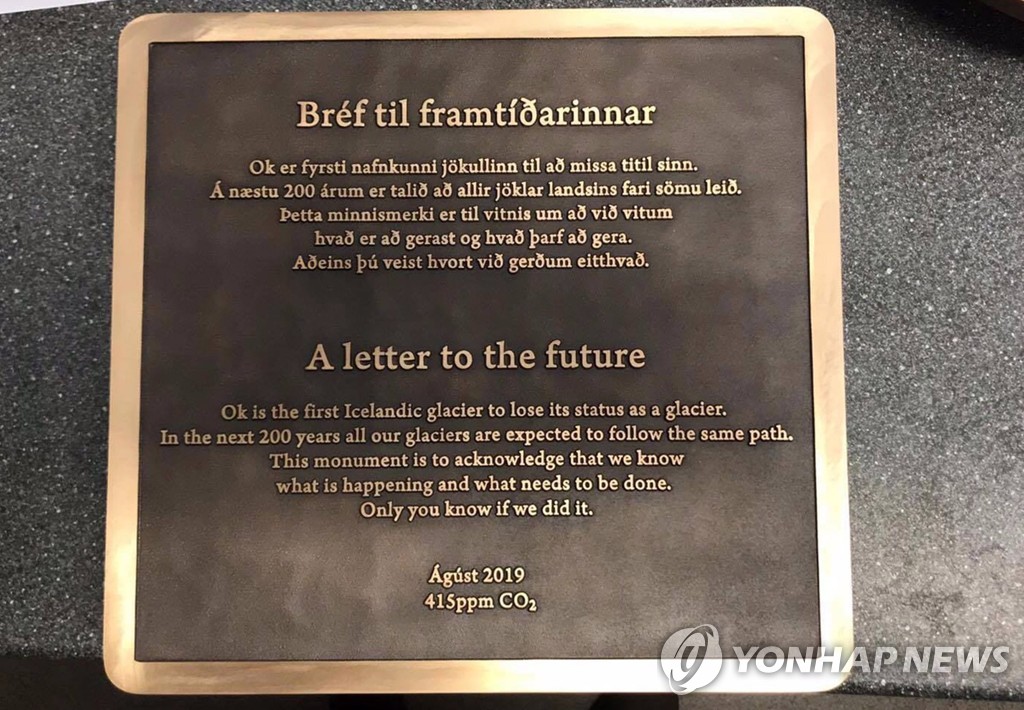 Bréf til framtíðarinnar
Ok er fyrsti nafnkunni jökullinn til að missa titil sinn.
Á næstu 200 árum er talið að allir jöklar landsins fari sömu leið.
Þetta minnismerki er til vitnis um að við vitum
hvað er að gerast og hvað þarf að gera.
Aðeins þú veist hvort við gerðum eitthvað.
A letter to the future
Ok is the first Icelandic glacier to lose its status as a glacier.
In the next 200 years all our glaciers are expected to follow the same path.
This monument is to acknowledge that we know
what is happening and what needs to be done.
Only you know if we did it.
Ágúst 2019
415ppm CO₂
YONHAP NEWS